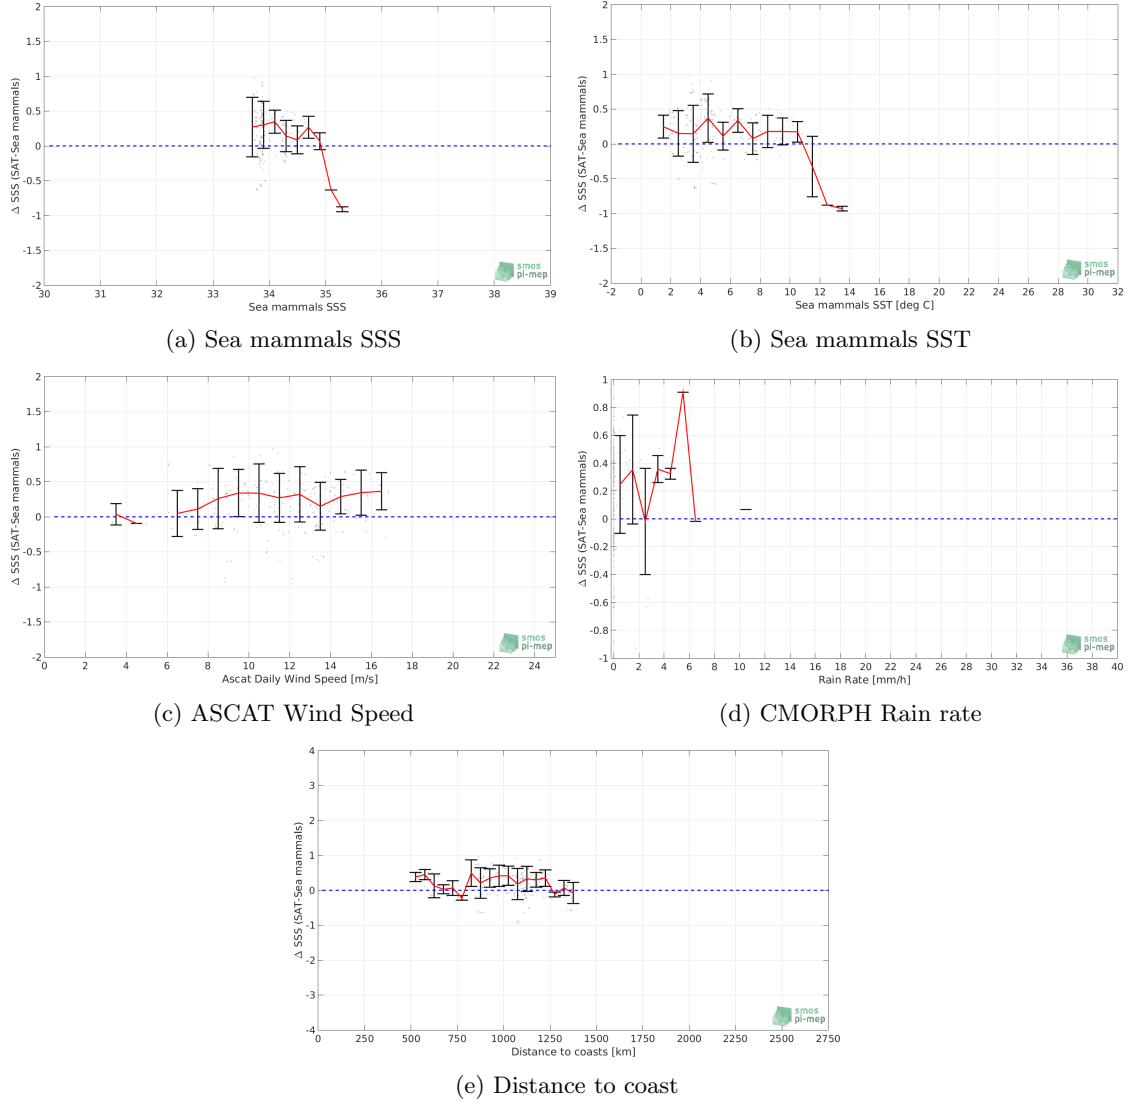 2
1.5
1
0.5
0
-0.5
-1
-1.5
-2
Δ SSS (SAT-Sea mammals)
30 31 32 33 34 35 36 37 38 39
Sea mammals SSS
smos
pi-mep
(a) Sea mammals SSS
2
1.5
1
0.5
0
-0.5
-1
-1.5
-2
Δ SSS (SAT-Sea mammals)
-2 0 2 4 6 8 10 12 14 16 18 20 22 24 26 28 30 32
Sea mammals SST [deg C]
smos
pi-mep
(b) Sea mammals SST
2
1.5
1
0.5
0
-0.5
-1
-1.5
-2
Δ SSS (SAT-Sea mammals)
0 2 4 6 8 10 12 14 16 18 20 22 24
Ascat Daily Wind Speed [m/s]
smos
pi-mep
(c) ASCAT Wind Speed
1
0.8
0.6
0.4
0.2
0
-0.2
-0.4
-0.6
-0.8
-1
Δ SSS (SAT-Sea mammals)
0 2 4 6 8 10 12 14 16 18 20 22 24 26 28 30 32 34 36 38 40
Rain Rate [mm/h]
smos
pi-mep
(d) CMORPH Rain rate
4
3
2
1
0
-1
-2
-3
-4
Δ SSS (SAT-Sea mammals)
0 250 500 750 1000 1250 1500 1750 2000 2250 2500 2750
Distance to coasts [km]
smos
pi-mep
(e) Distance to coast